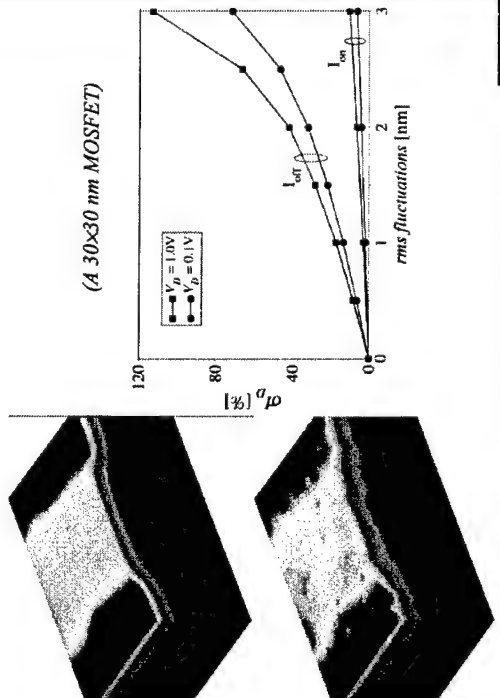 (A 30×30 nm MOSFET)
V_D = 1.0V
V_D = 0.1V
120
80
40
0
σI_D [%]
I_off
I_on
0
1
2
3
rms fluctuations [nm]